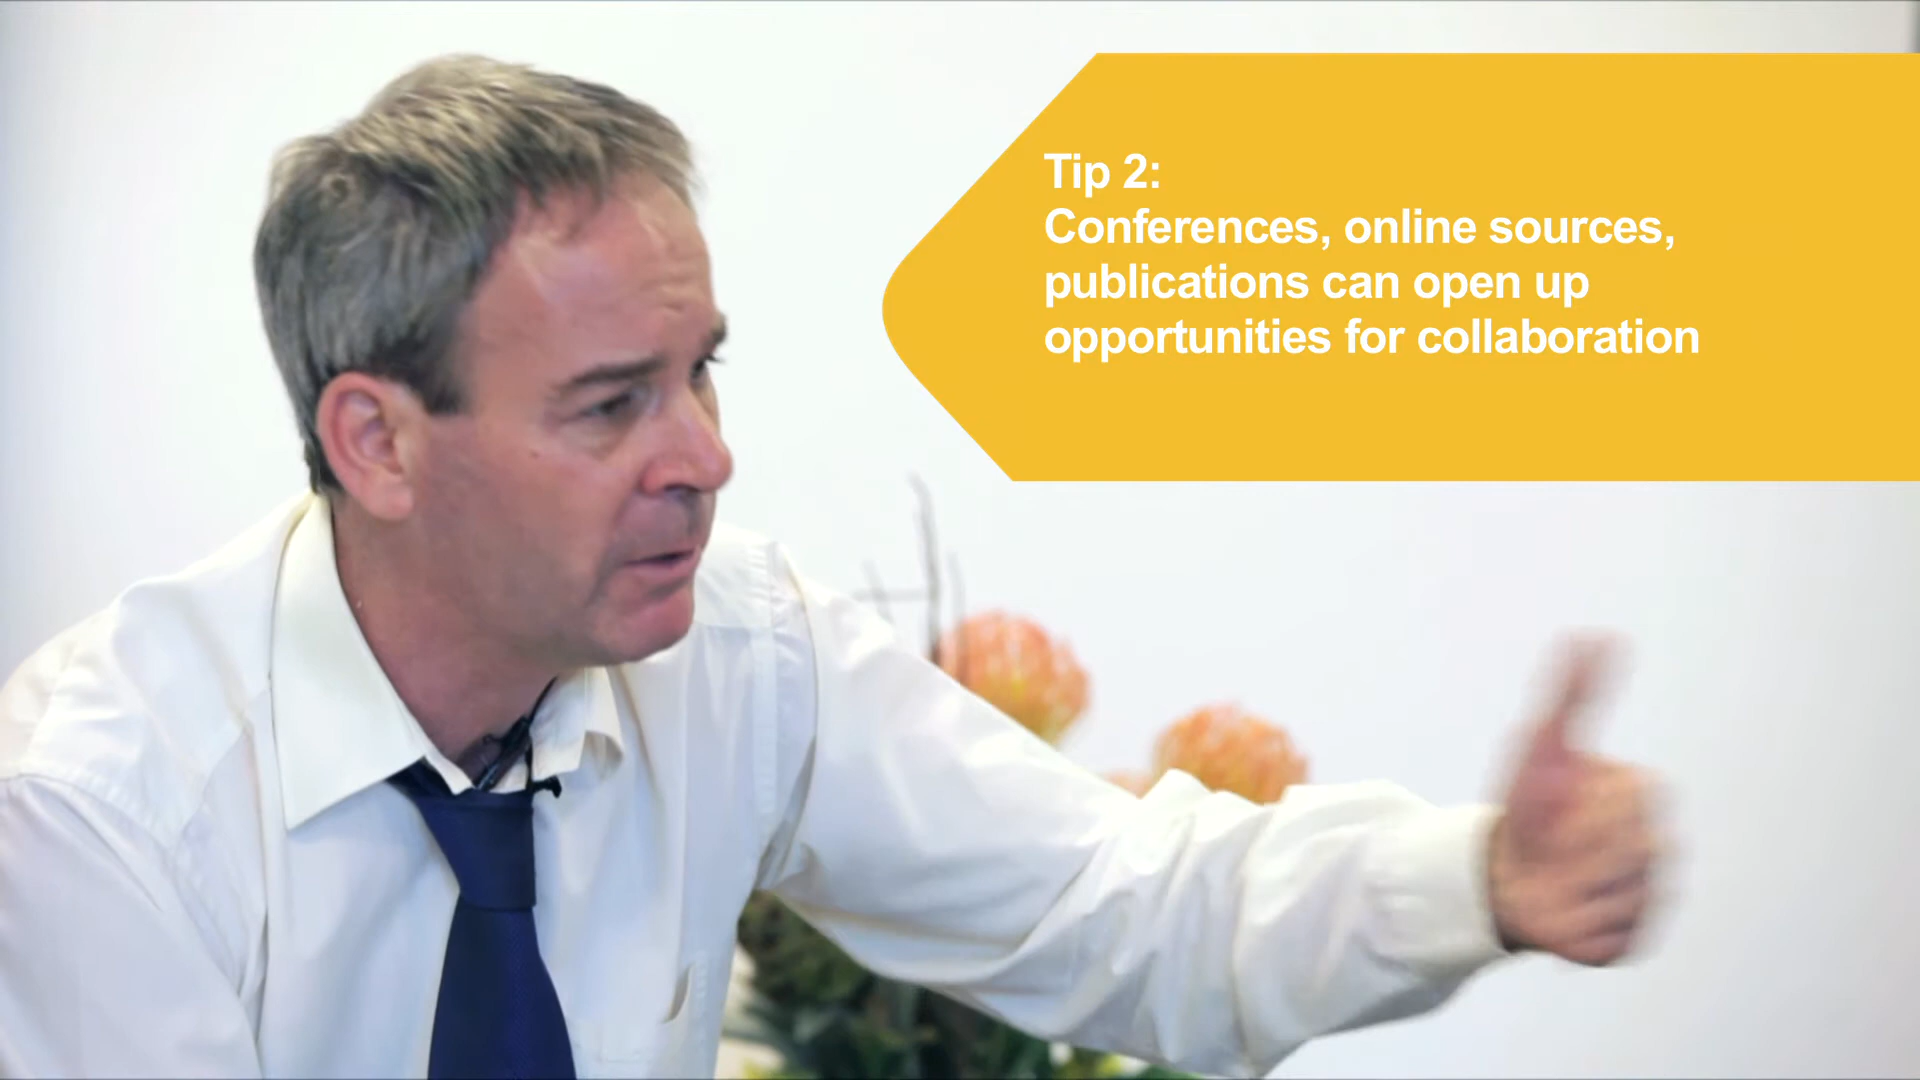 Tip 2:
Conferences, online sources,
publications can open up
opportunities for collaboration